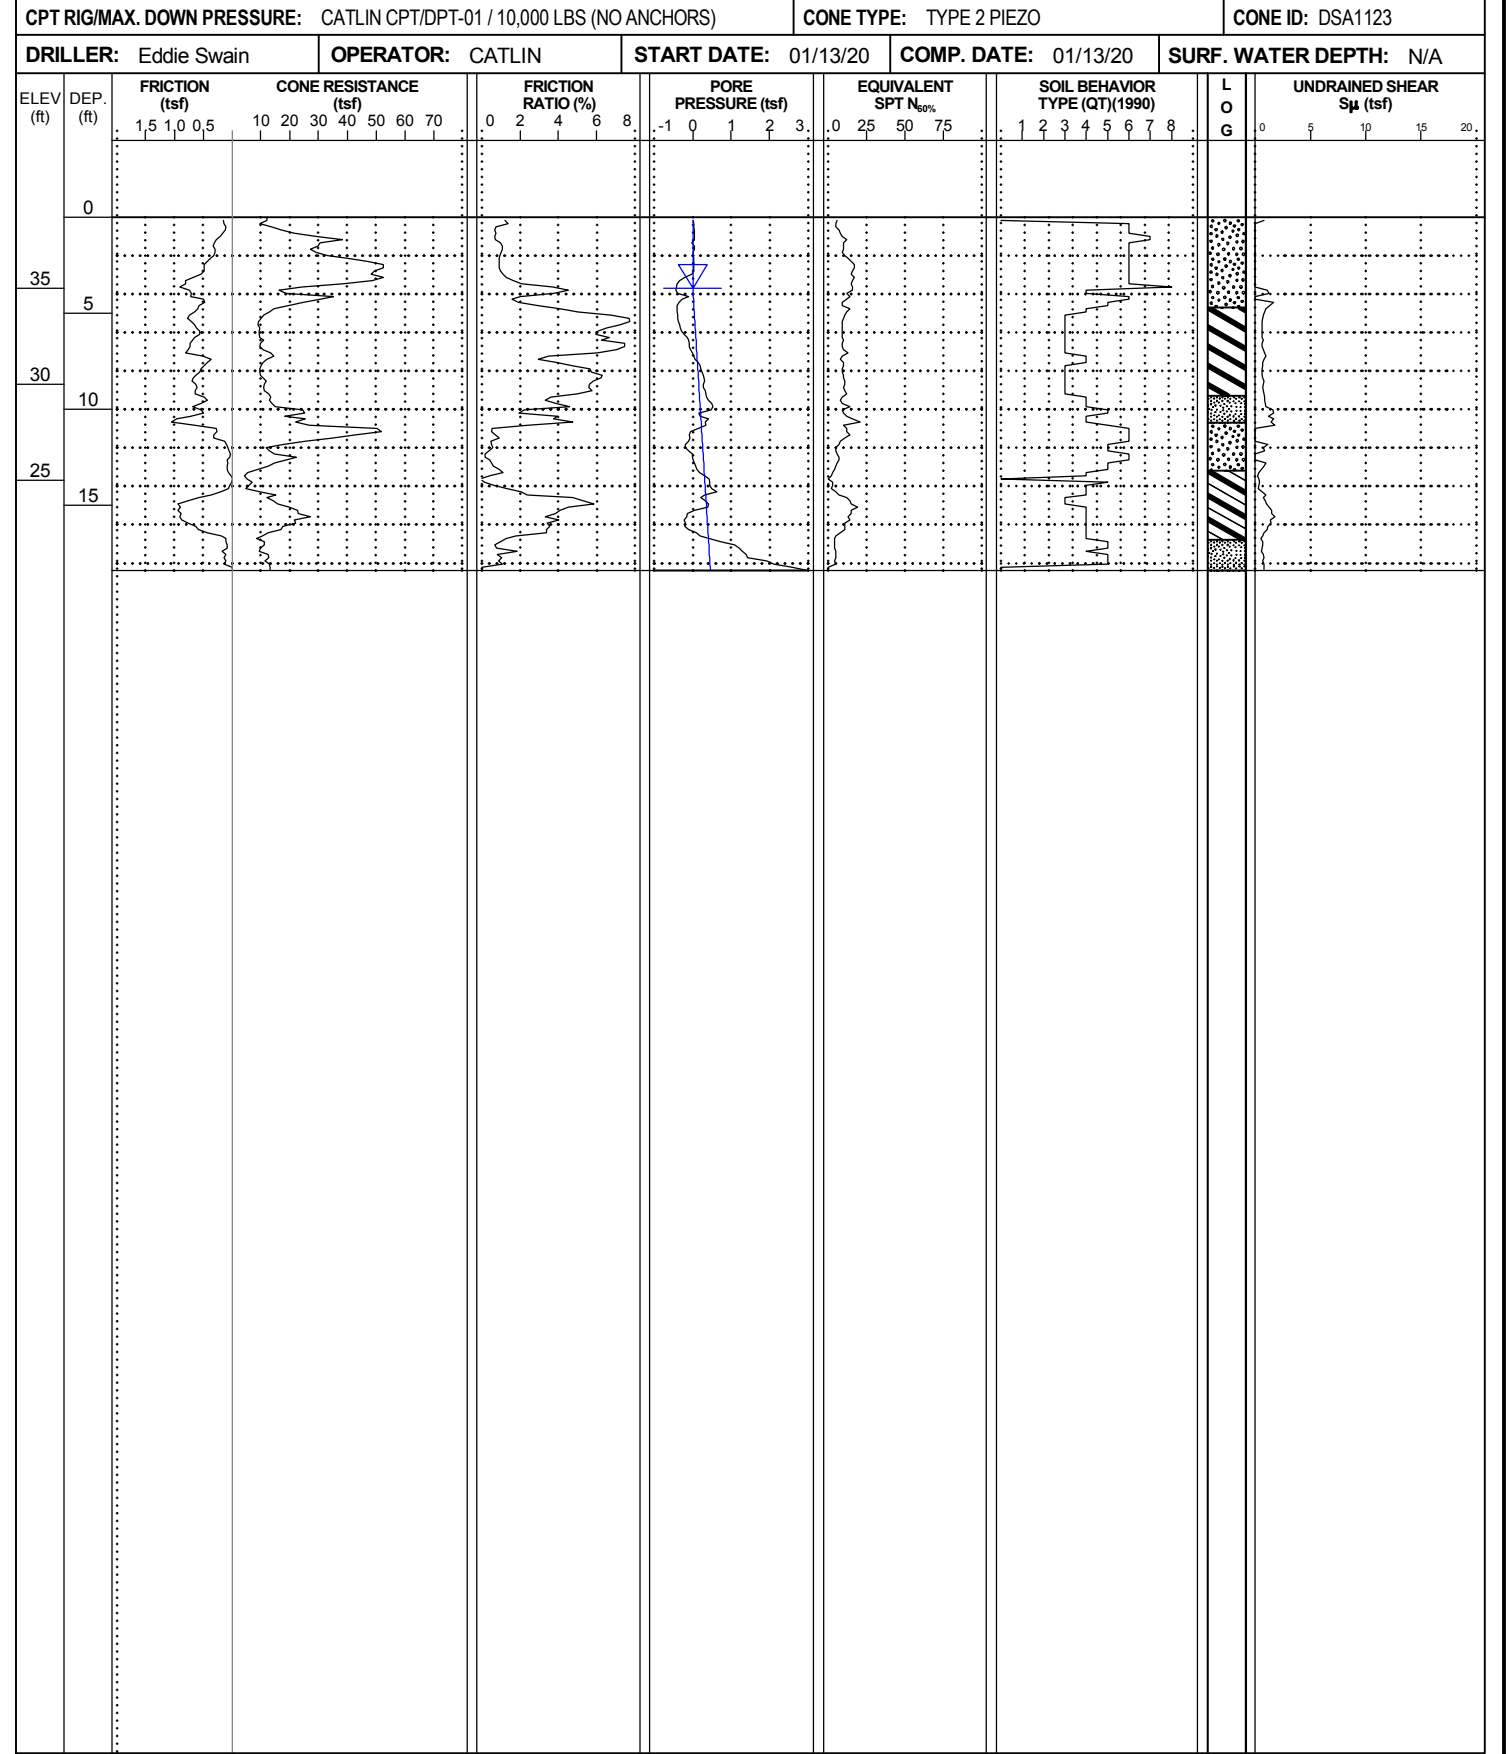 CPT RIG/MAX. DOWN PRESSURE: CATLIN CPT/DPT-01 / 10,000 LBS (NO ANCHORS) CONE TYPE: TYPE 2 PIEZO CONE ID: DSA1123
DRILLER: Eddie Swain OPERATOR: CATLIN START DATE: 01/13/20 COMP. DATE: 01/13/20 SURF. WATER DEPTH: N/A
ELEV (ft)
DEP. (ft)
FRICTION (tsf)
1.5 1.0 0.5
CONE RESISTANCE (tsf)
10 20 30 40 50 60 70
FRICTION RATIO (%)
0 2 4 6 8
PORE PRESSURE (tsf)
-1 0 1 2 3
EQUIVALENT SPT N60%
0 25 50 75
SOIL BEHAVIOR TYPE (QT)(1990)
1 2 3 4 5 6 7 8
L
O
G
UNDRAINED SHEAR
Sμ (tsf)
0 5 10 15 20
0
35
5
30
10
25
15